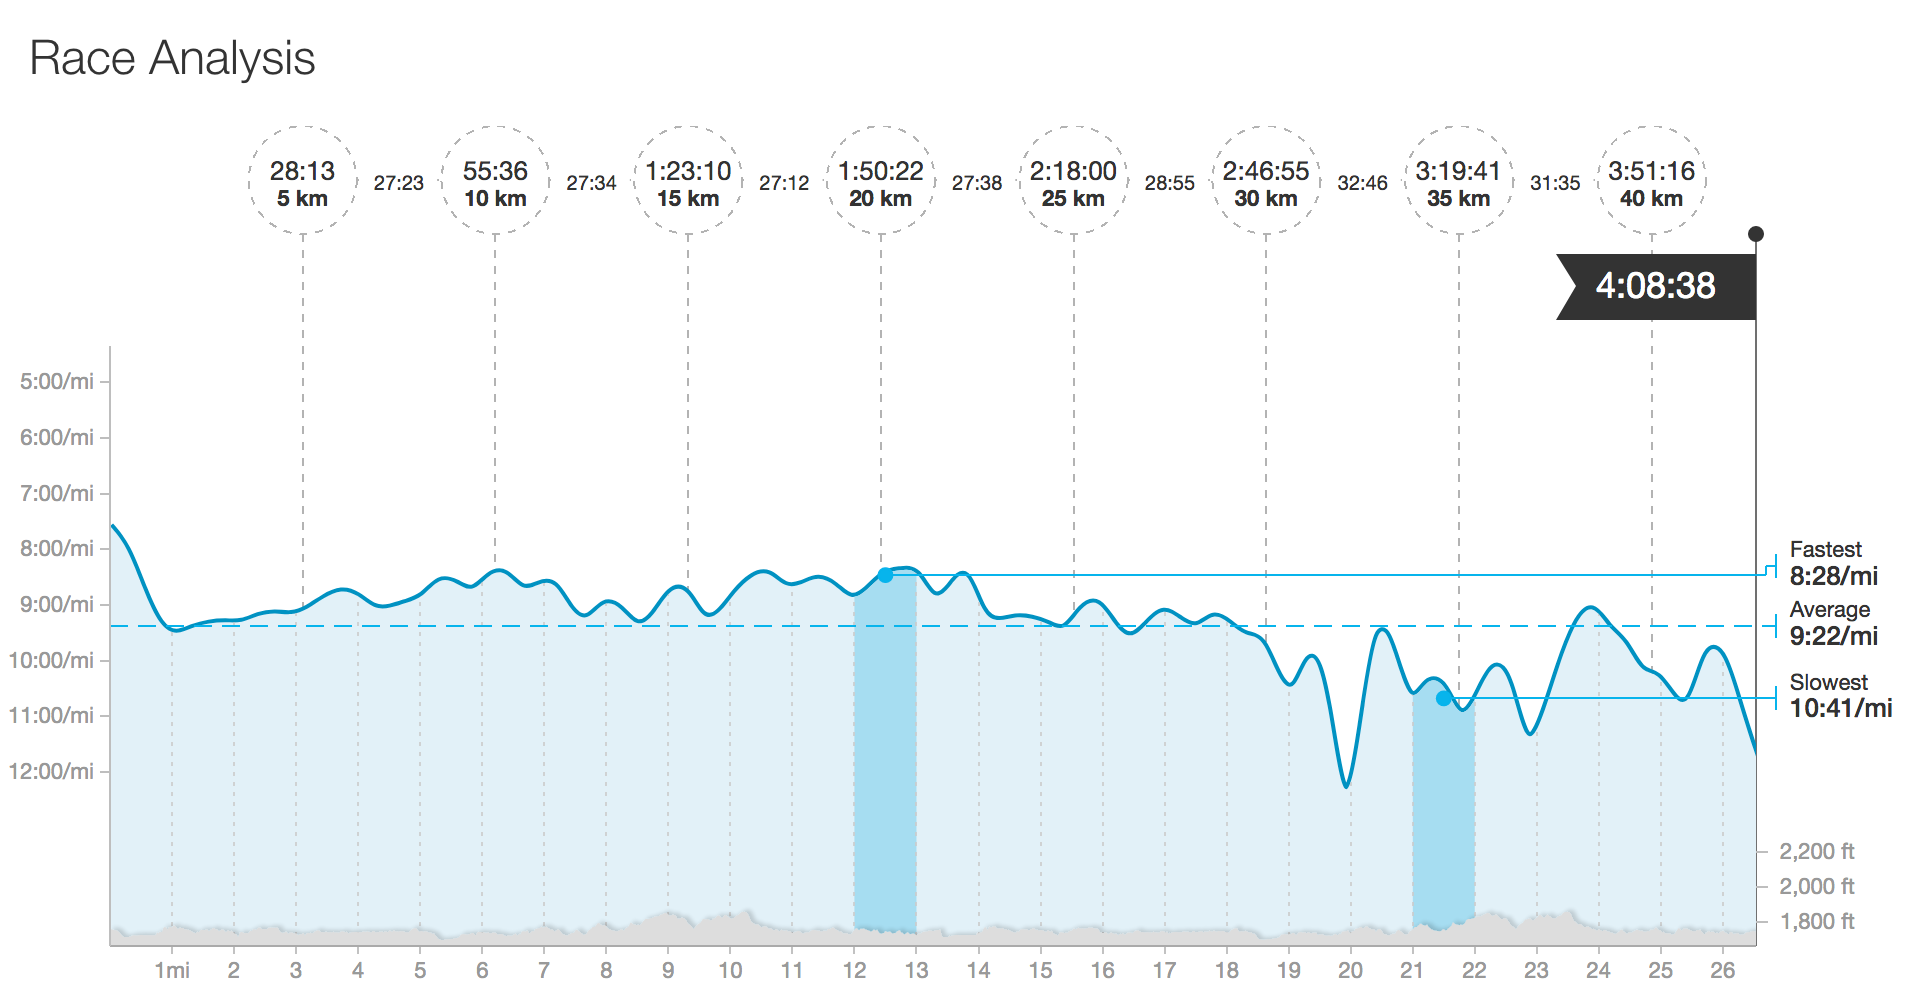 Race Analysis
28:13
5 km
27:23
55:36
10 km
27:34
1:23:10
15 km
27:12
1:50:22
20 km
27:38
2:18:00
25 km
28:55
2:46:55
30 km
32:46
3:19:41
35 km
31:35
3:51:16
40 km
4:08:38
5:00/mi
6:00/mi
7:00/mi
8:00/mi
9:00/mi
10:00/mi
11:00/mi
12:00/mi
Fastest
8:28/mi
Average
9:22/mi
Slowest
10:41/mi
2,200 ft
2,000 ft
1,800 ft
1mi 2 3 4 5 6 7 8 9 10 11 12 13 14 15 16 17 18 19 20 21 22 23 24 25 26